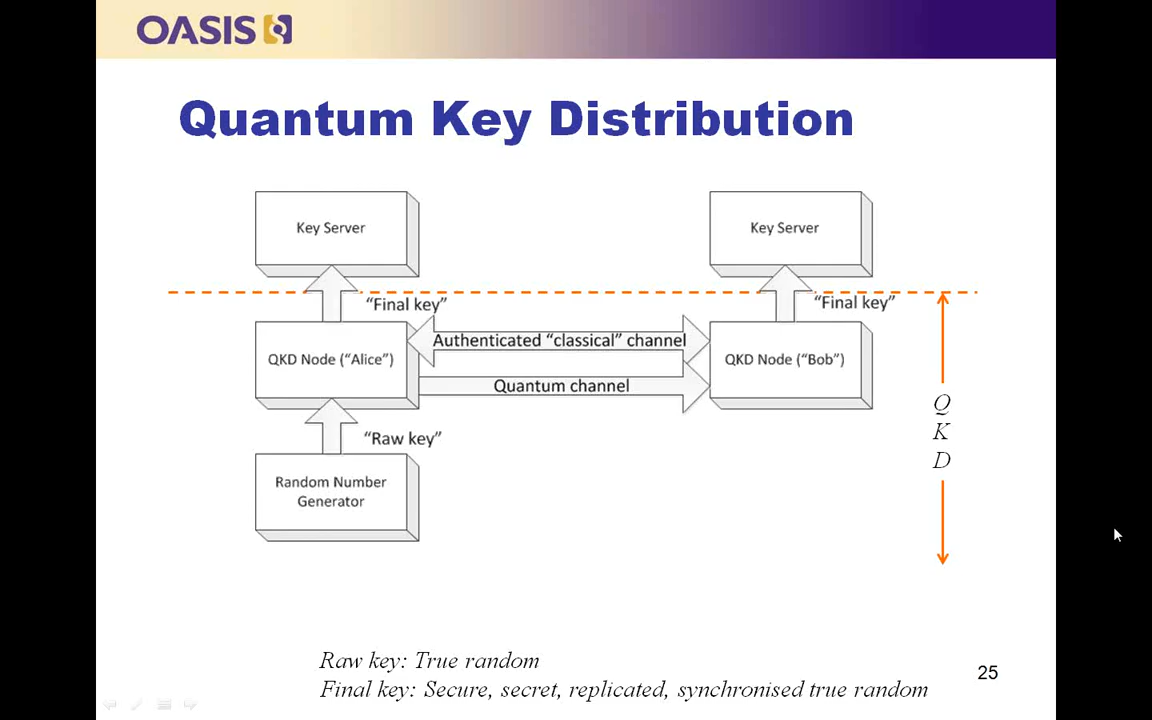 OASIS
Quantum Key Distribution
Key Server
Key Server
"Final key"
"Final key"
Authenticated "classical" channel
QKD Node ("Alice")
QKD Node ("Bob")
Quantum channel
Q
K
D
"Raw key"
Random Number
Generator
Raw key: True random
Final key: Secure, secret, replicated, synchronised true random
25